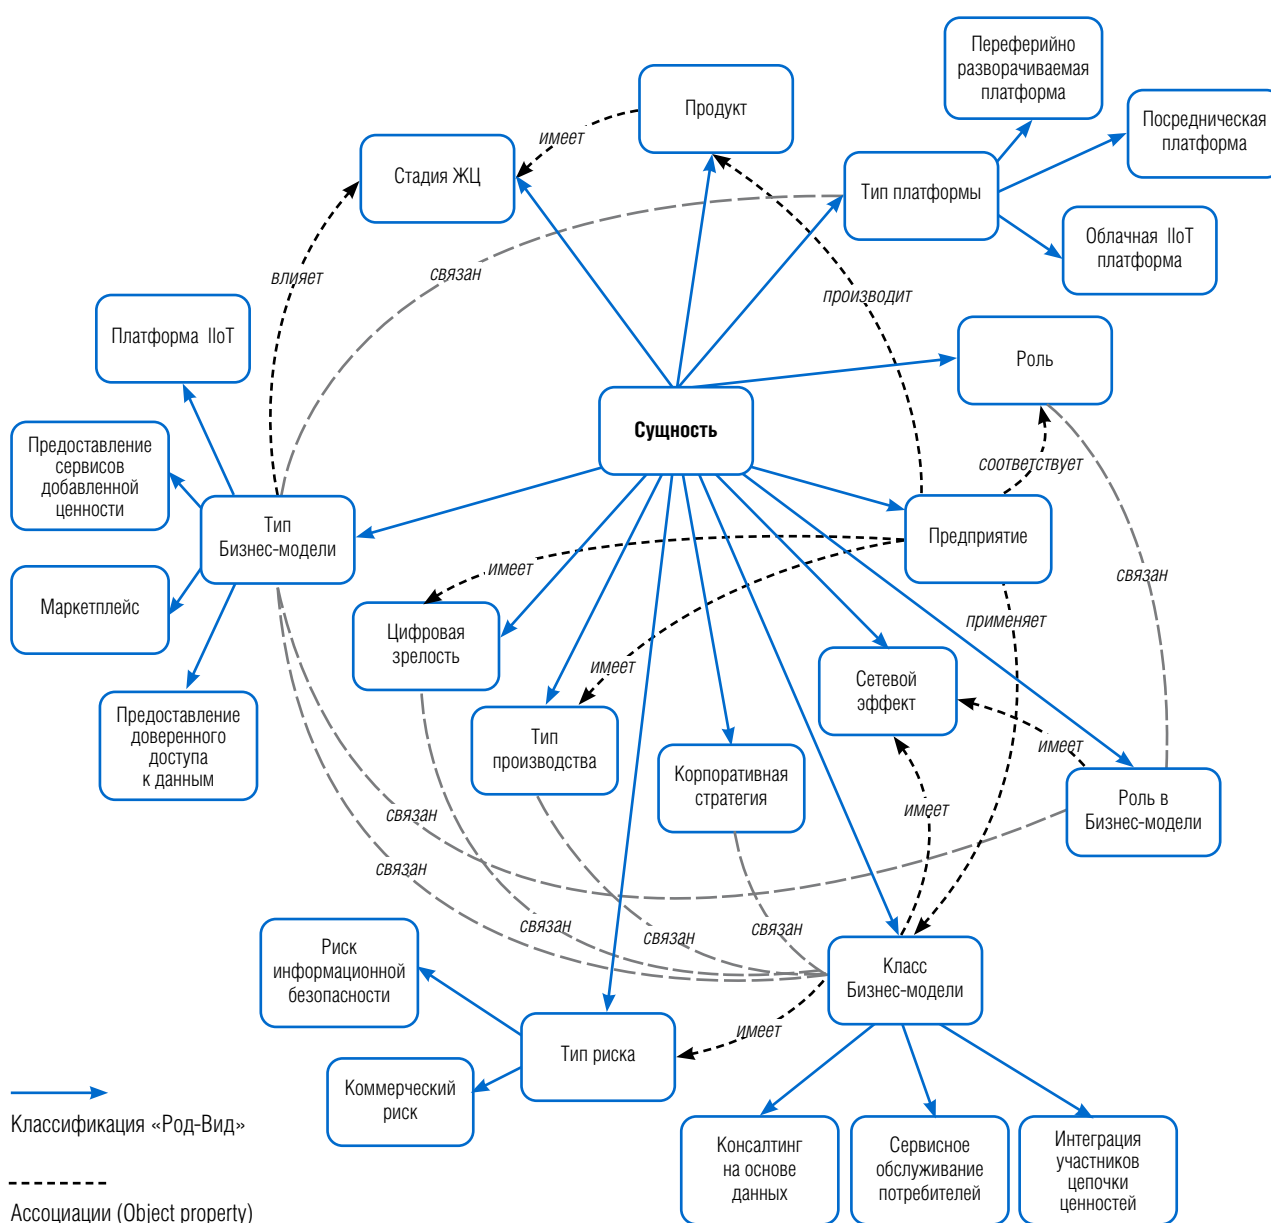 Переферийно
разворачиваемая
платформа
Продукт
имеет
Посредническая
платформа
Стадия ЖЦ
Тип платформы
Облачная IIoT
платформа
влияет
связан
производит
Платформа IIoT
Роль
Сущность
Предоставление
сервисов
добавленной
ценности
соответствует
Тип
Бизнес-модели
Предприятие
имеет
связан
Маркетплейс
Цифровая
зрелость
применяет
имеет
Сетевой
эффект
Предоставление
доверенного
доступа
к данным
Тип
производства
имеет
Корпоративная
стратегия
Роль в
Бизнес-модели
связан
имеет
связан
связан
связан
связан
Риск
информационной
безопасности
Класс
Бизнес-модели
имеет
Тип риска
Коммерческий
риск
Классификация «Род-Вид»
Консалтинг
на основе
данных
Сервисное
обслуживание
потребителей
Интеграция
участников
цепочки
ценностей
Ассоциации (Object property)